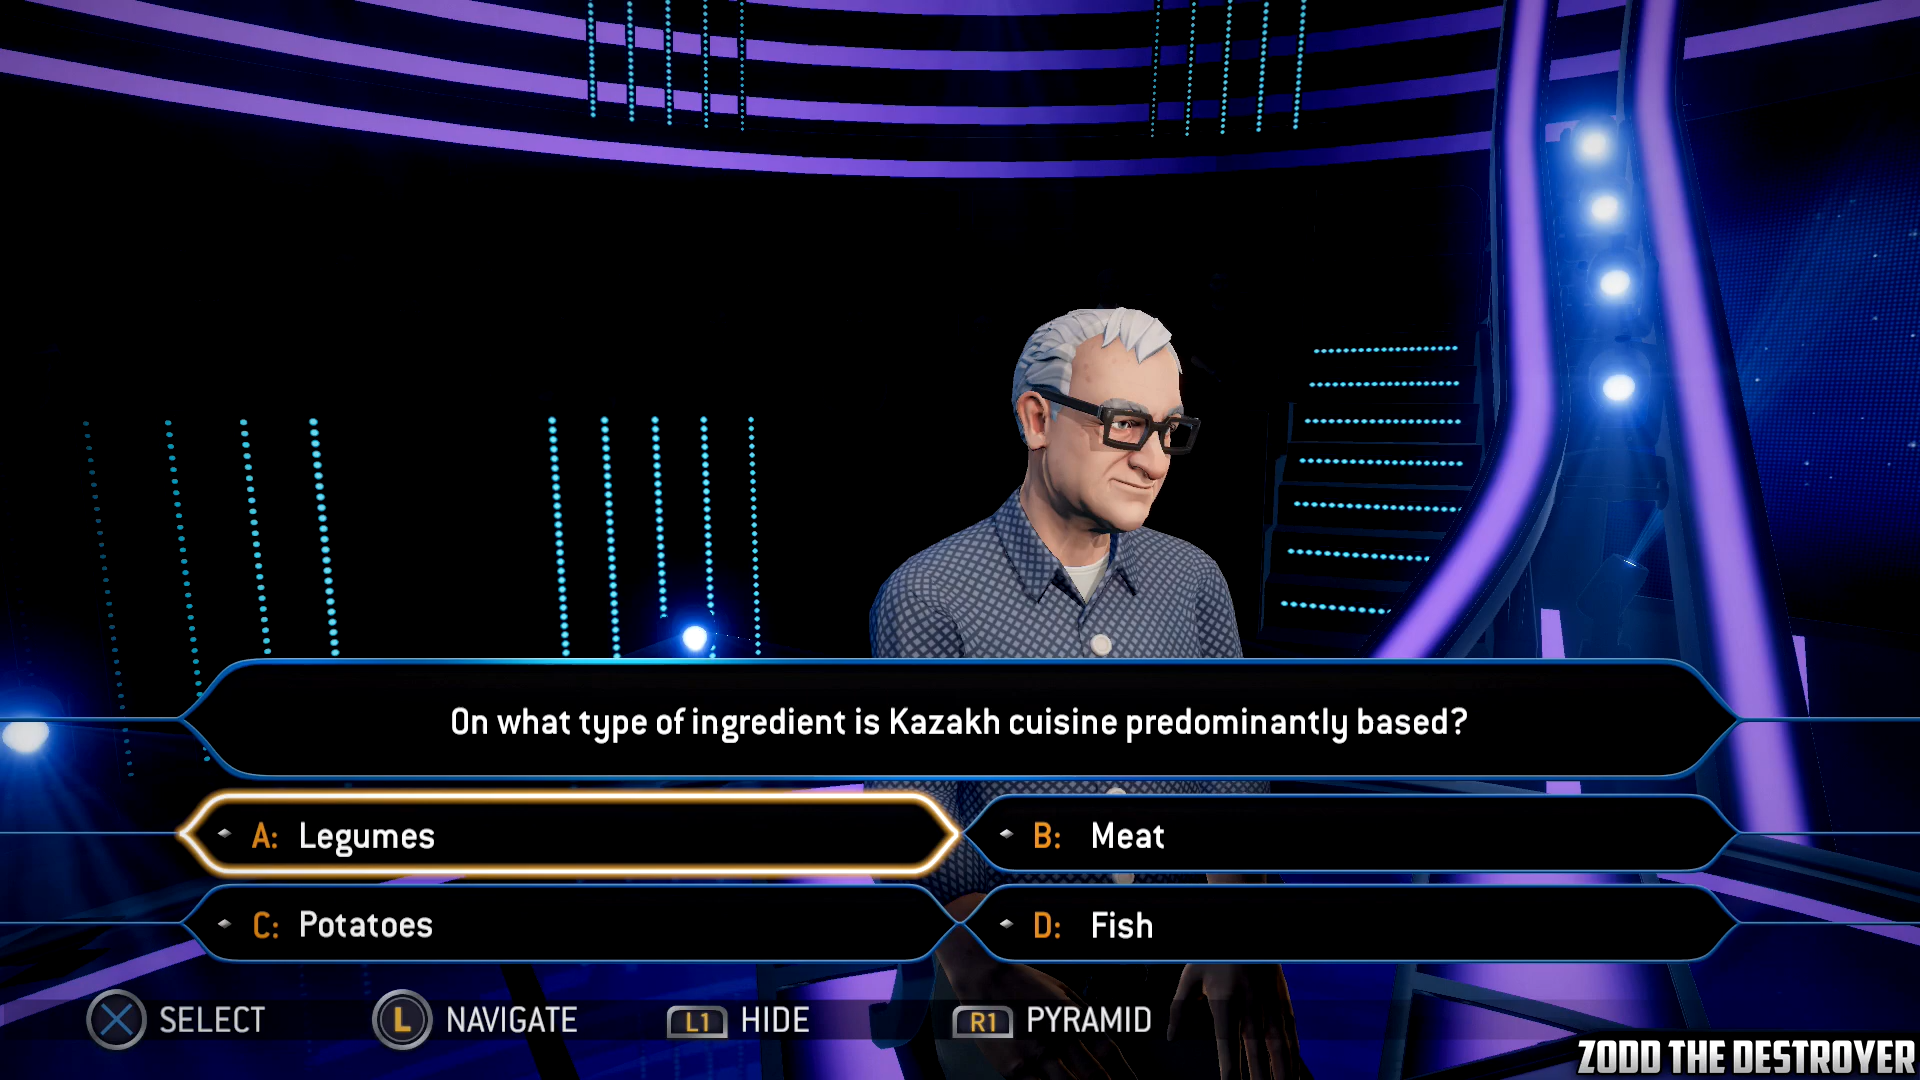 On what type of ingredient is Kazakh cuisine predominantly based?
A: Legumes
B: Meat
C: Potatoes
D: Fish
SELECT
L NAVIGATE
L1 HIDE
R1 PYRAMID
ZODD THE DESTROYER